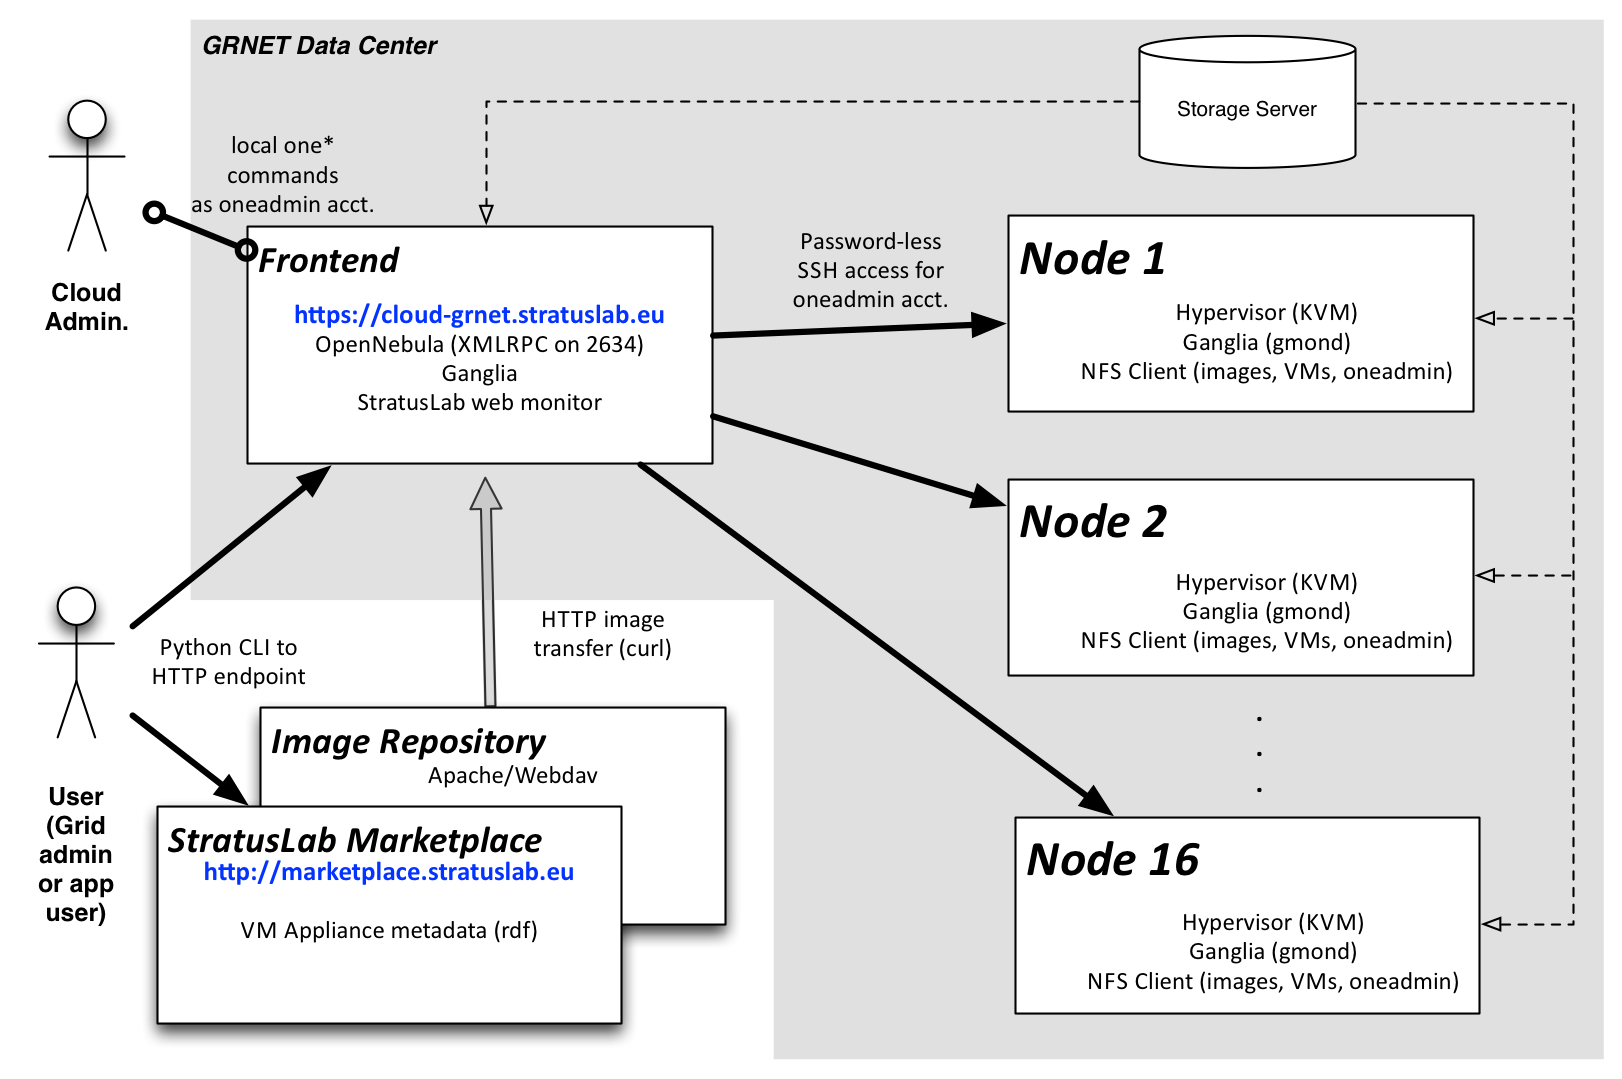 GRNET Data Center
Storage Server
local one*
commands
as oneadmin acct.
Cloud
Admin.
Frontend
https://cloud-grnet.stratuslab.eu
OpenNebula (XMLRPC on 2634)
Ganglia
StratusLab web monitor
Password-less
SSH access for
oneadmin acct.
Node 1
Hypervisor (KVM)
Ganglia (gmond)
NFS Client (images, VMs, oneadmin)
Node 2
Hypervisor (KVM)
Ganglia (gmond)
NFS Client (images, VMs, oneadmin)
.
.
.
Node 16
Hypervisor (KVM)
Ganglia (gmond)
NFS Client (images, VMs, oneadmin)
Python CLI to
HTTP endpoint
HTTP image
transfer (curl)
User
(Grid
admin
or app
user)
Image Repository
Apache/Webdav
StratusLab Marketplace
http://marketplace.stratuslab.eu
VM Appliance metadata (rdf)